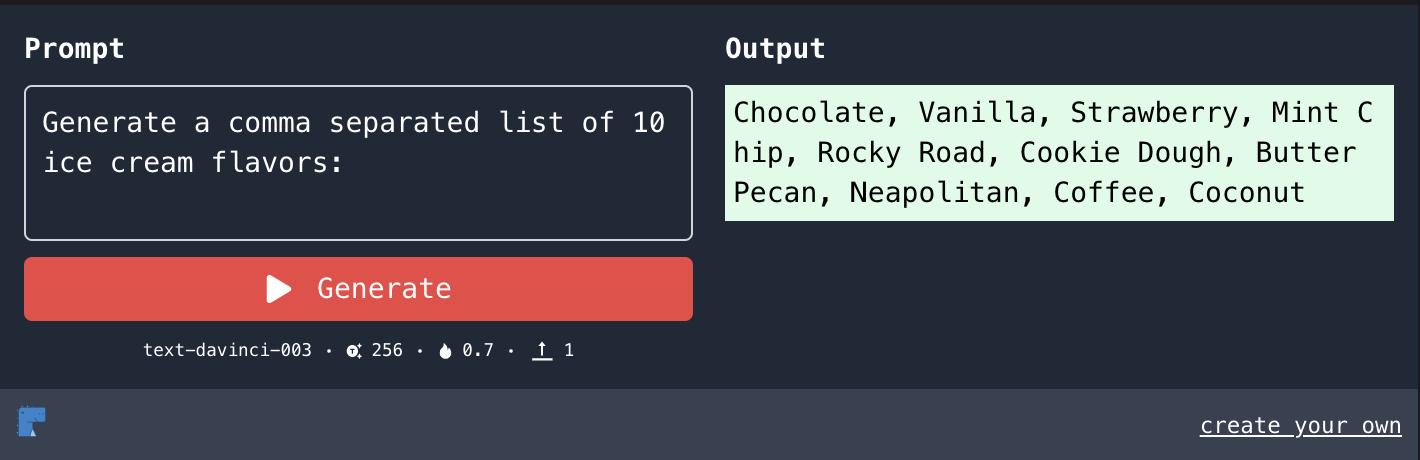 Prompt
Generate a comma separated list of 10
ice cream flavors:
Generate
text-davinci-003 · 256 · 0.7 · 1
Output
Chocolate, Vanilla, Strawberry, Mint C
hip, Rocky Road, Cookie Dough, Butter
Pecan, Neapolitan, Coffee, Coconut
create your own